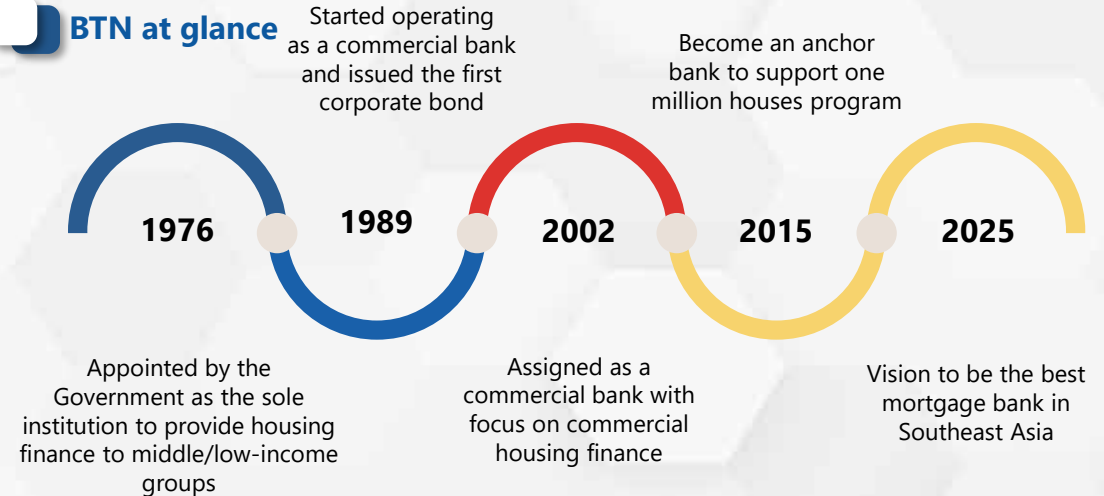 BTN at glance
Started operating
as a commercial bank
and issued the first
corporate bond
Become an anchor
bank to support one
million houses program
1976
1989
2002
2015
2025
Appointed by the
Government as the sole
institution to provide housing
finance to middle/low-income
groups
Assigned as a
commercial bank with
focus on commercial
housing finance
Vision to be the best
mortgage bank in
Southeast Asia